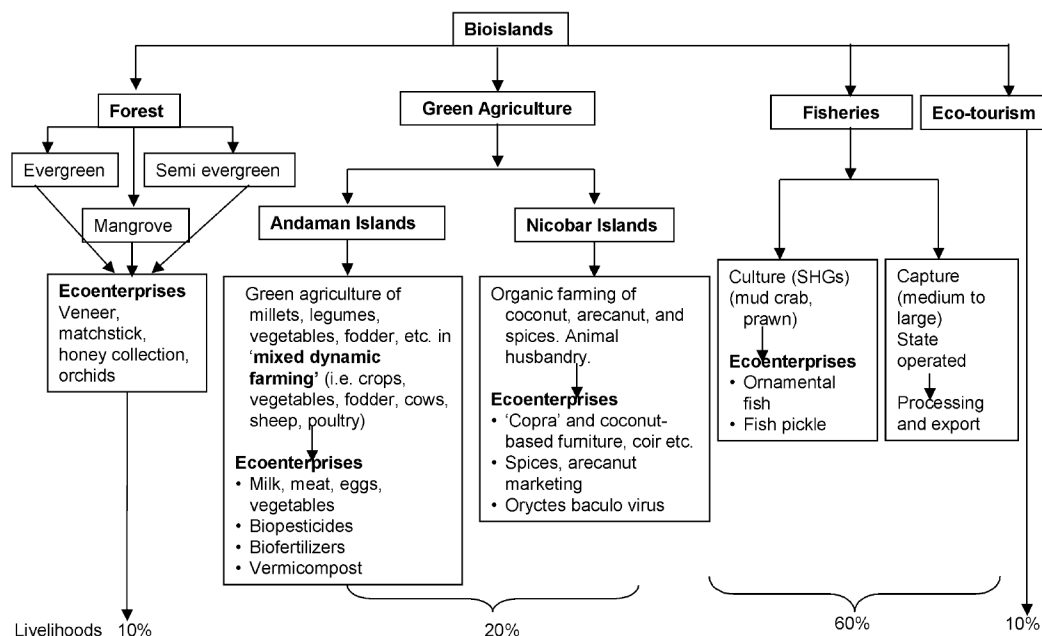 Bioislands
Forest
Green Agriculture
Fisheries
Eco-tourism
Evergreen
Semi evergreen
Mangrove
Andaman Islands
Nicobar Islands
Ecoenterprises
Veneer,
matchstick,
honey collection,
orchids
Green agriculture of
millets, legumes,
vegetables, fodder, etc. in
‘mixed dynamic
farming’ (i.e. crops,
vegetables, fodder, cows,
sheep, poultry)
Ecoenterprises
• Milk, meat, eggs,
vegetables
• Biopesticides
• Biofertilizers
• Vermicompost
Organic farming of
coconut, arecanut, and
spices. Animal
husbandry.
Ecoenterprises
• ‘Copra’ and coconut-
based furniture, coir etc.
• Spices, arecanut
marketing
• Oryctes baculo virus
Culture (SHGs)
(mud crab,
prawn)
Ecoenterprises
• Ornamental
fish
• Fish pickle
Capture
(medium to
large)
State
operated
Processing
and export
Livelihoods 10%
20%
60%
10%